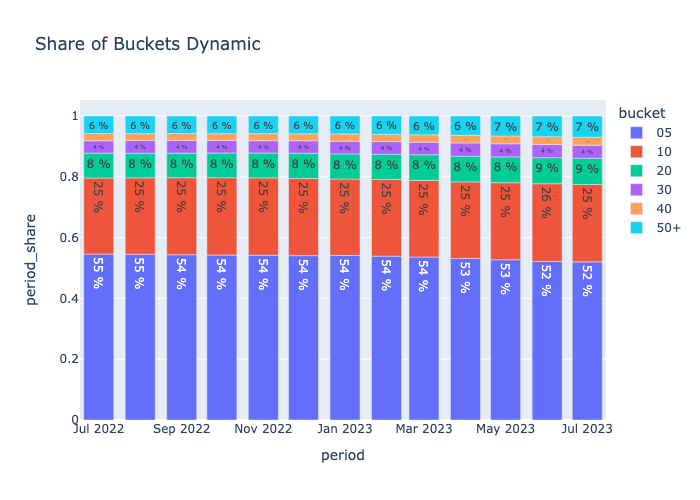 Share of Buckets Dynamic
bucket
05
10
20
30
40
50+
period_share
1
0.8
0.6
0.4
0.2
0
6 % 6 % 6 % 6 % 6 % 6 % 6 % 6 % 6 % 6 % 7 % 7 % 7 %
4 % 4 % 4 % 4 % 4 % 4 % 4 % 4 % 4 % 4 % 4 % 4 % 4 %
8 % 8 % 8 % 8 % 8 % 8 % 8 % 8 % 8 % 8 % 8 % 9 % 9 %
25 % 25 % 25 % 25 % 25 % 25 % 25 % 25 % 25 % 25 % 25 % 26 % 25 %
55 % 55 % 54 % 54 % 54 % 54 % 54 % 54 % 54 % 53 % 53 % 52 % 52 %
Jul 2022 Sep 2022 Nov 2022 Jan 2023 Mar 2023 May 2023 Jul 2023
period